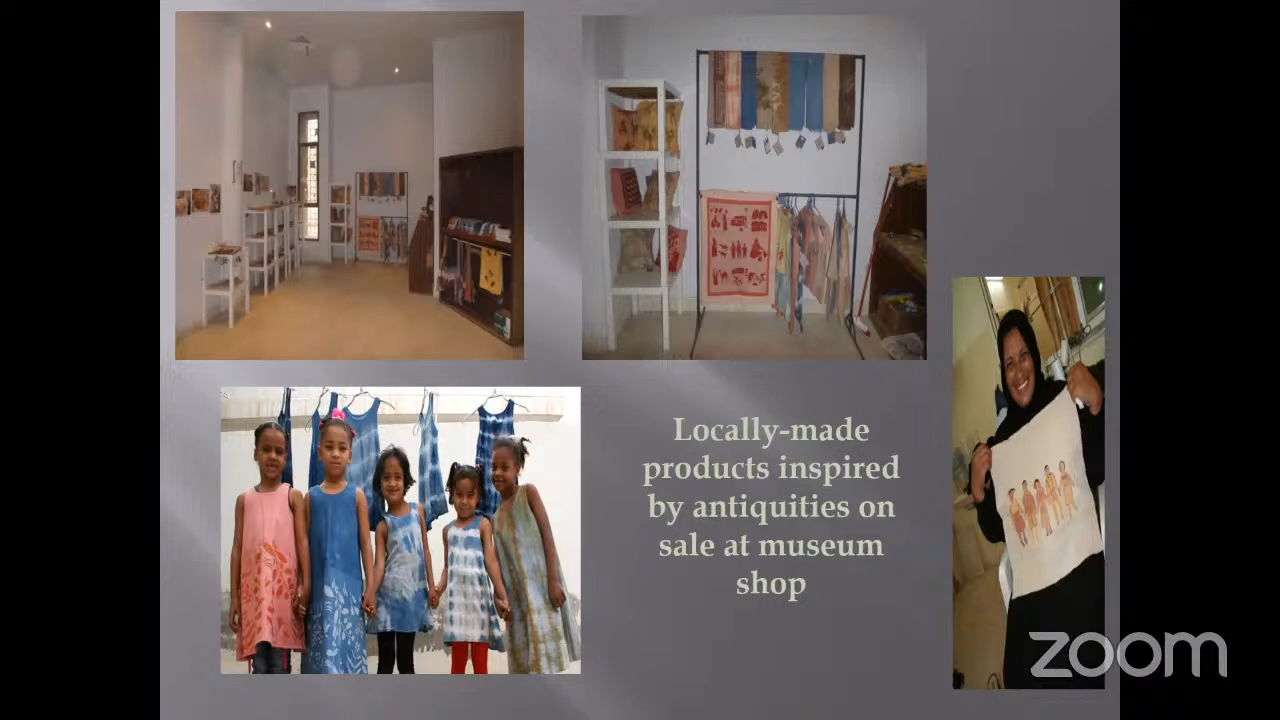 Locally-made
products inspired
by antiquities on
sale at museum
shop
zoom